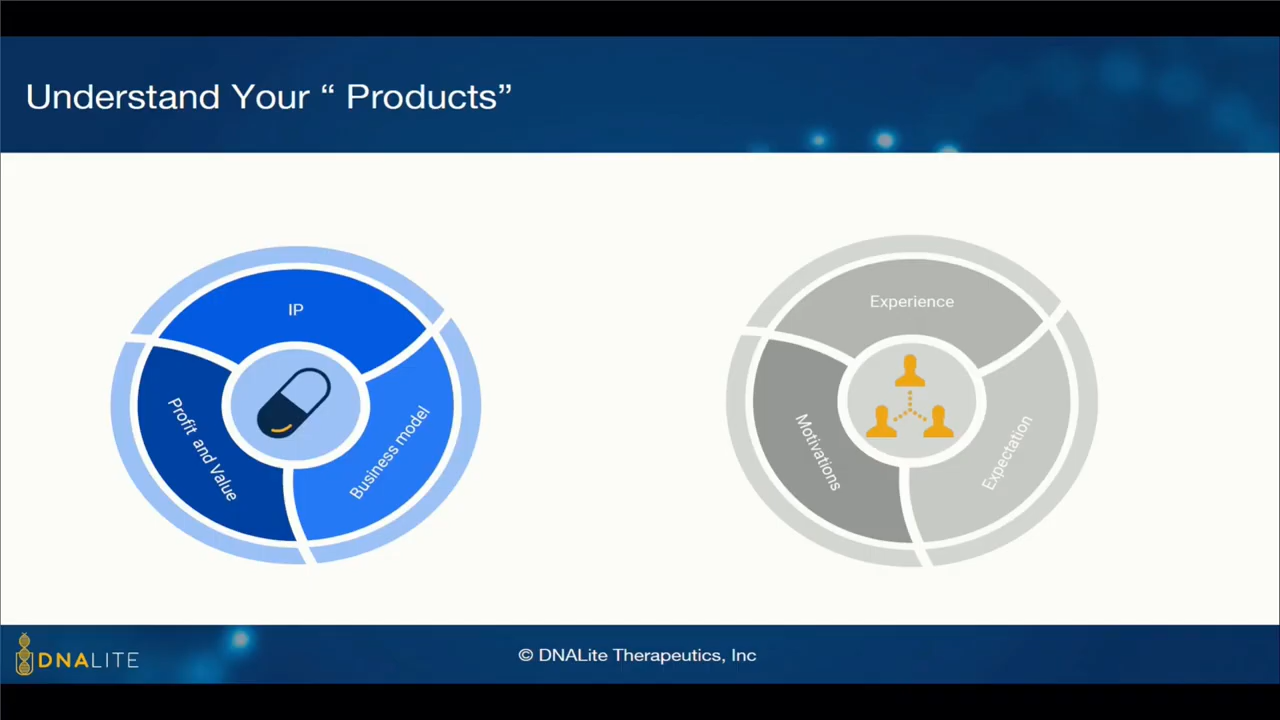 Understand Your “ Products”
IP
Profit and Value
Business model
Experience
Motivations
Expectation
DNALITE
© DNALite Therapeutics, Inc